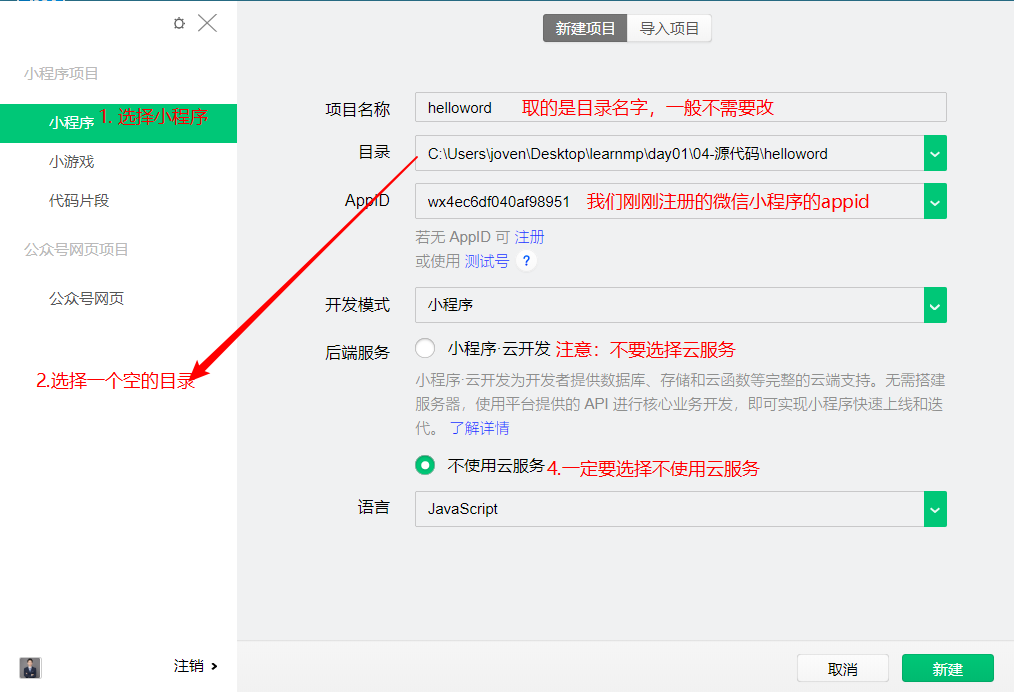 新建项目 导入项目
小程序项目
小程序 1. 选择小程序
小游戏
代码片段
公众号网页项目
公众号网页
2.选择一个空的目录
注销
项目名称 helloword 取的是目录名字，一般不需要改
目录 C:\Users\joven\Desktop\learnmp\day01\04-源代码\helloword
AppID wx4ec6df040af98951 我们刚刚注册的微信小程序的appid
若无 AppID 可 注册
或使用 测试号 ?
开发模式 小程序
后端服务 小程序·云开发 注意：不要选择云服务
小程序·云开发为开发者提供数据库、存储和云函数等完整的云端支持。无需搭建
服务器，使用平台提供的 API 进行核心业务开发，即可实现小程序快速上线和迭
代。 了解详情
不使用云服务 4.一定要选择不使用云服务
语言 JavaScript
取消 新建